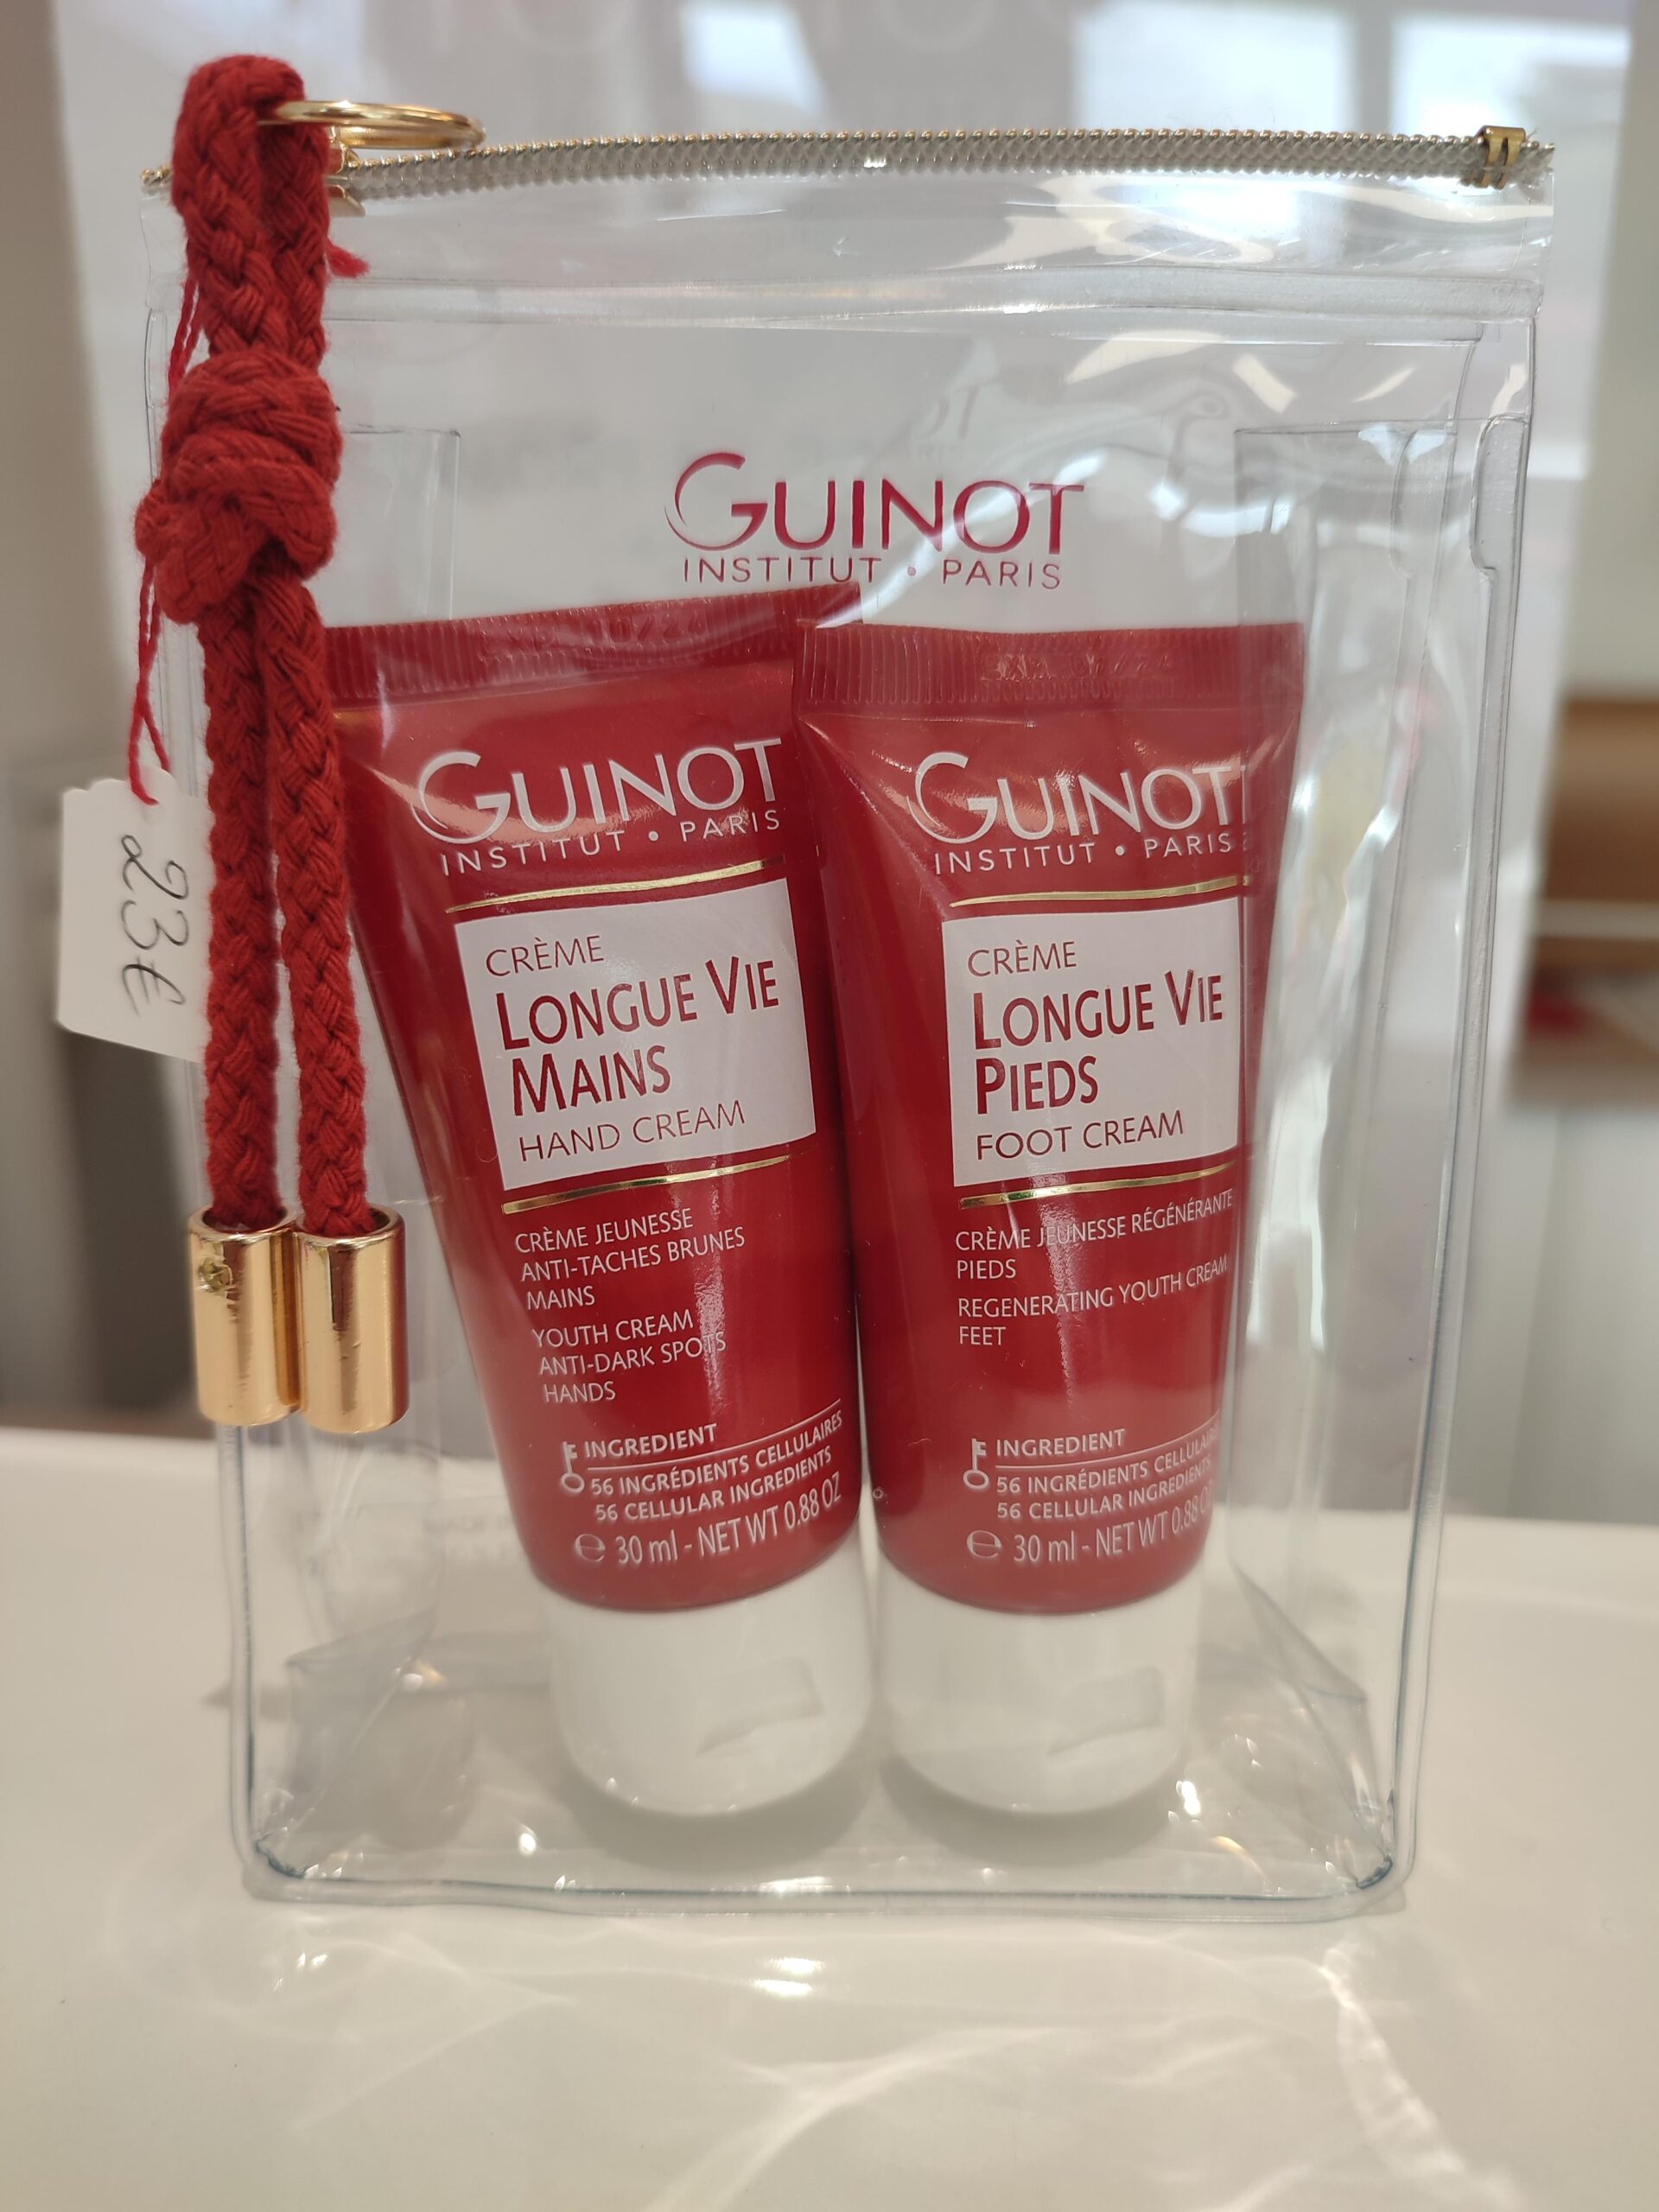 GUINOT
INSTITUT • PARIS
GUINOT
INSTITUT • PARIS
CRÈME
LONGUE VIE
MAINS
HAND CREAM
CRÈME JEUNESSE
ANTI-TACHES BRUNES
MAINS
YOUTH CREAM
ANTI-DARK SPOTS
HANDS
INGREDIENT
56 INGRÉDIENTS CELLULAIRES
56 CELLULAR INGREDIENTS
℮ 30 ml - NET WT 0.88 OZ
GUINOT
INSTITUT • PARIS
CRÈME
LONGUE VIE
PIEDS
FOOT CREAM
CRÈME JEUNESSE RÉGÉNÉRANTE
PIEDS
REGENERATING YOUTH CREAM
FEET
INGREDIENT
56 INGRÉDIENTS CELLULAIRES
56 CELLULAR INGREDIENTS
℮ 30 ml - NET WT 0.88 OZ
23€